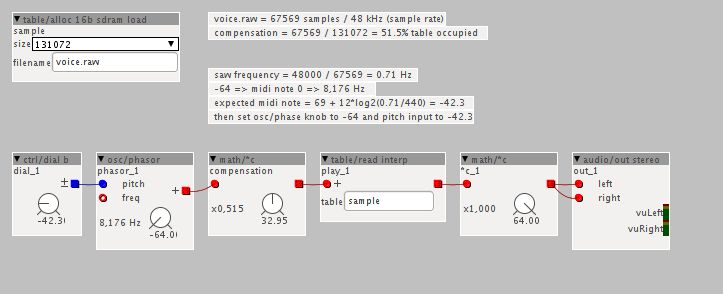 table/alloc 16b sdram load
sample
size 131072
filename voice.raw
voice.raw = 67569 samples / 48 kHz (sample rate)
compensation = 67569 / 131072 = 51.5% table occupied
saw frequency = 48000 / 67569 = 0.71 Hz
-64 => midi note 0 => 8,176 Hz
expected midi note = 69 + 12*log2(0.71/440) = -42.3
then set osc/phase knob to -64 and pitch input to -42.3
ctrl/dial b
dial_1
-42.3(
osc/phasor
phasor_1
pitch
freq
8,176 Hz
-64.0(
math/*c
compensation
x0,515
32.95
table/read interp
play_1
table sample
math/*c
*c_1
x1,000
64.00
audio/out stereo
out_1
left
right
vuLeft
vuRight